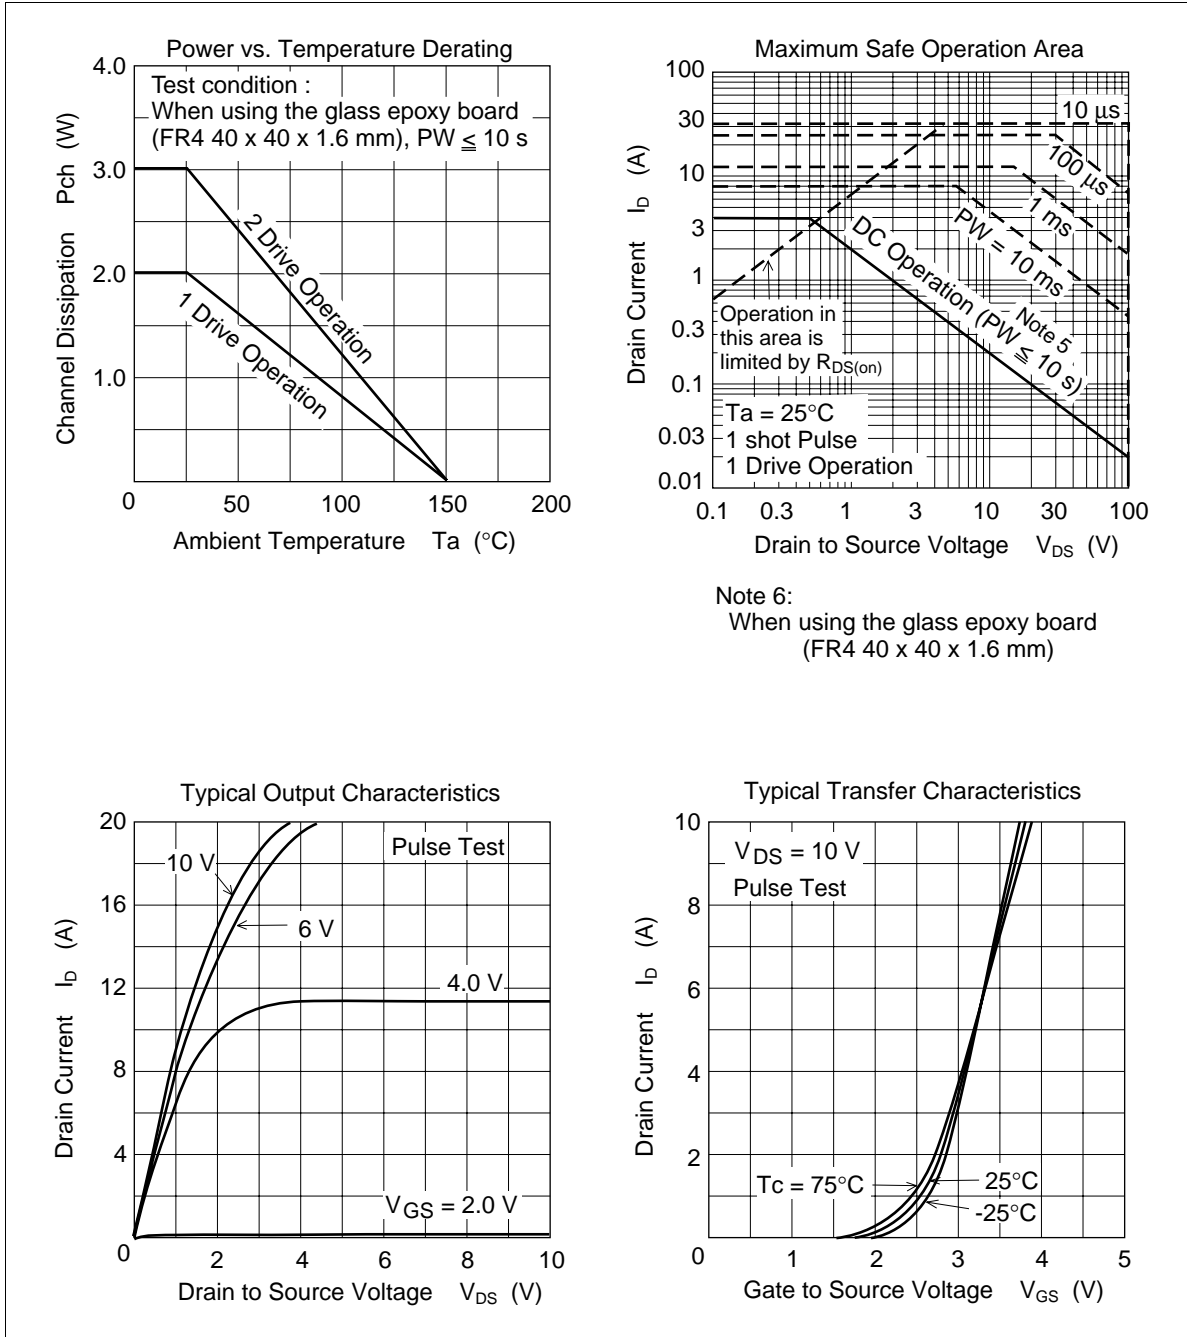 Power vs. Temperature Derating
4.0
3.0
2.0
1.0
Channel Dissipation Pch (W)
Test condition :
When using the glass epoxy board
(FR4 40 x 40 x 1.6 mm), PW ≦ 10 s
2 Drive Operation
1 Drive Operation
0 50 100 150 200
Ambient Temperature Ta (°C)
Maximum Safe Operation Area
100
30
10
3
1
0.3
0.1
0.03
0.01
Drain Current ID (A)
10 µs
100 µs
1 ms
PW = 10 ms
DC Operation (PW ≦ 10 s)
Note 5
Operation in
this area is
limited by RDS(on)
Ta = 25°C
1 shot Pulse
1 Drive Operation
0.1 0.3 1 3 10 30 100
Drain to Source Voltage VDS (V)
Note 6:
When using the glass epoxy board
(FR4 40 x 40 x 1.6 mm)
Typical Output Characteristics
20
16
12
8
4
Drain Current ID (A)
10 V
Pulse Test
6 V
4.0 V
VGS = 2.0 V
0 2 4 6 8 10
Drain to Source Voltage VDS (V)
Typical Transfer Characteristics
10
8
6
4
2
Drain Current ID (A)
VDS = 10 V
Pulse Test
Tc = 75°C
25°C
-25°C
0 1 2 3 4 5
Gate to Source Voltage VGS (V)